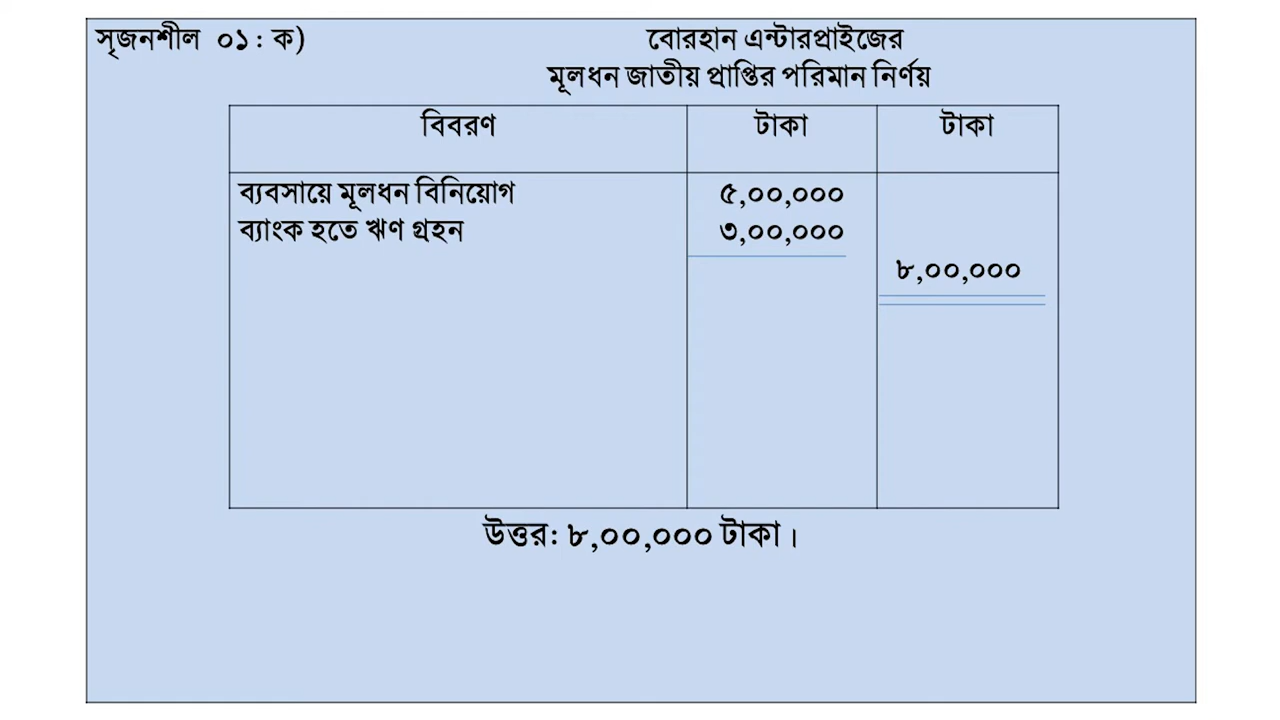 সৃজনশীল ০১ : ক)
বোরহান এন্টারপ্রাইজের
মূলধন জাতীয় প্রাপ্তির পরিমান নির্ণয়
বিবরণ টাকা টাকা
ব্যবসায়ে মূলধন বিনিয়োগ ৫,০০,০০০
ব্যাংক হতে ঋণ গ্রহন ৩,০০,০০০
৮,০০,০০০
উত্তর: ৮,০০,০০০ টাকা।